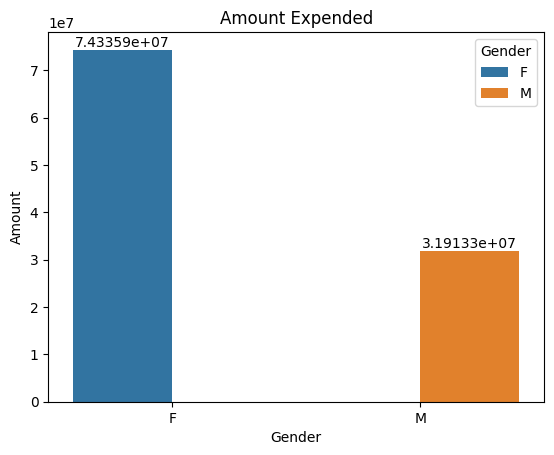 Amount Expended
1e7
7.43359e+07
Gender
F
M
7
6
5
4
3.19133e+07
3
2
1
0
Amount
F
M
Gender